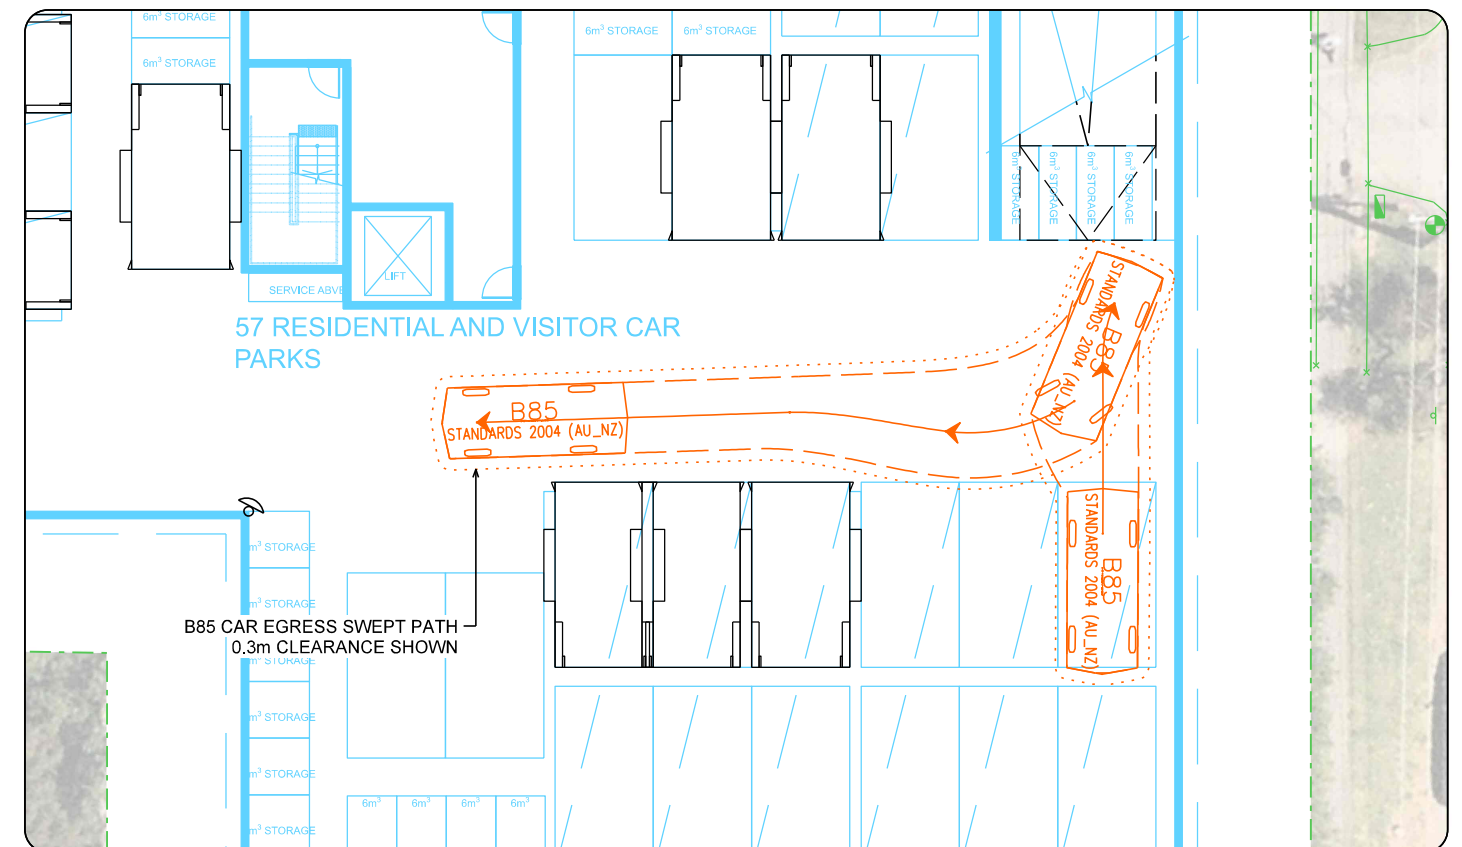 6m³ STORAGE
6m³ STORAGE
6m³ STORAGE
6m³ STORAGE
6m³ STORAGE
6m³ STORAGE
6m³ STORAGE
6m³ STORAGE
LIFT
SERVICE ABVE
57 RESIDENTIAL AND VISITOR CAR
PARKS
B85
STANDARDS 2004 (AU_NZ)
B85
STANDARDS 2004 (AU_NZ)
B85
STANDARDS 2004 (AU_NZ)
m³ STORAGE
m³ STORAGE
B85 CAR EGRESS SWEPT PATH
0.3m CLEARANCE SHOWN
m³ STORAGE
m³ STORAGE
m³ STORAGE
m³ STORAGE
6m³
6m³
6m³
6m³